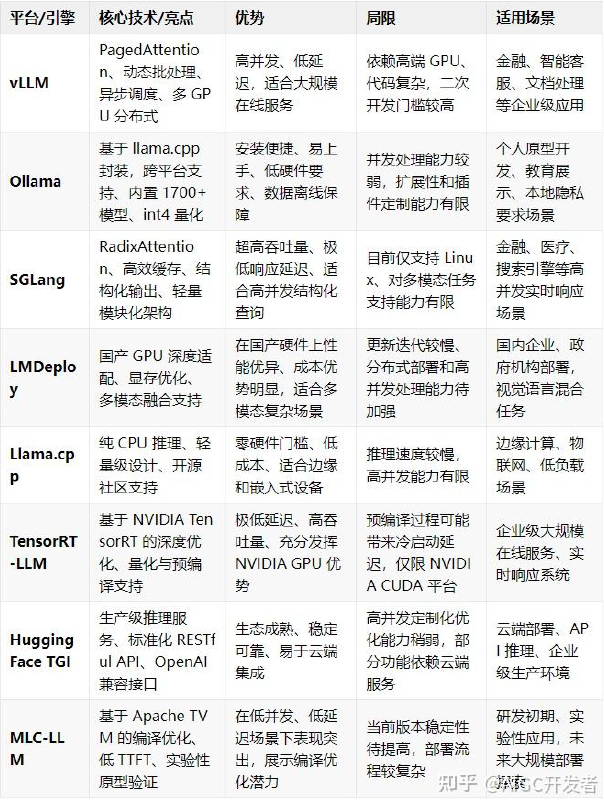 平台/引擎 核心技术/亮点 优势 局限 适用场景
vLLM
PagedAttentio
n、动态批处理、
异步调度、多 GP
U 分布式
高并发、低延
迟，适合大规模
在线服务
依赖高端 GPU、
代码复杂，二次
开发门槛较高
金融、智能客
服、文档处理
等企业级应用
Ollama
基于 llama.cpp
封装，跨平台支
持、内置 1700+
模型、int4 量化
安装便捷、易上
手、低硬件要
求、数据离线保
障
并发处理能力较
弱，扩展性和插
件定制能力有限
个人原型开
发、教育展
示、本地隐私
要求场景
SGLang
RadixAttentio
n、高效缓存、结
构化输出、轻量
模块化架构
超高吞吐量、极
低响应延迟、适
合高并发结构化
查询
目前仅支持 Linu
x、对多模态任务
支持能力有限
金融、医疗、
搜索引擎等高
并发实时响应
场景
LMDeplo
y
国产 GPU 深度适
配、显存优化、
多模态融合支持
在国产硬件上性
能优异、成本优
势明显，适合多
模态复杂场景
更新迭代较慢、
分布式部署和高
并发处理能力待
加强
国内企业、政
府机构部署，
视觉语言混合
任务
Llama.cp
p
纯 CPU 推理、轻
量级设计、开源
社区支持
零硬件门槛、低
成本、适合边缘
和嵌入式设备
推理速度较慢，
高并发能力有限
边缘计算、物
联网、低负载
场景
TensorRT
-LLM
基于 NVIDIA Ten
sorRT 的深度优
化、量化与预编
译支持
极低延迟、高吞
吐量、充分发挥
NVIDIA GPU 优
势
预编译过程可能
带来冷启动延
迟，仅限 NVIDI
A CUDA 平台
企业级大规模
在线服务、实
时响应系统
Hugging
Face TGI
生产级推理服
务、标准化 RESTf
ul API、OpenAI
兼容接口
生态成熟、稳定
可靠、易于云端
集成
高并发定制化优
化能力稍弱，部
分功能依赖云端
服务
云端部署、AP
I 推理、企业
级生产环境
MLC-LL
M
基于 Apache TV
M 的编译优化、
低 TTFT、实验性
原型验证
在低并发、低延
迟场景下表现突
出，展示编译优
化潜力
当前版本稳定性
待提高，部署流
程较复杂
研发初期、实
验性应用，未
来大规模部署
探索
知乎 @AIGC开发者